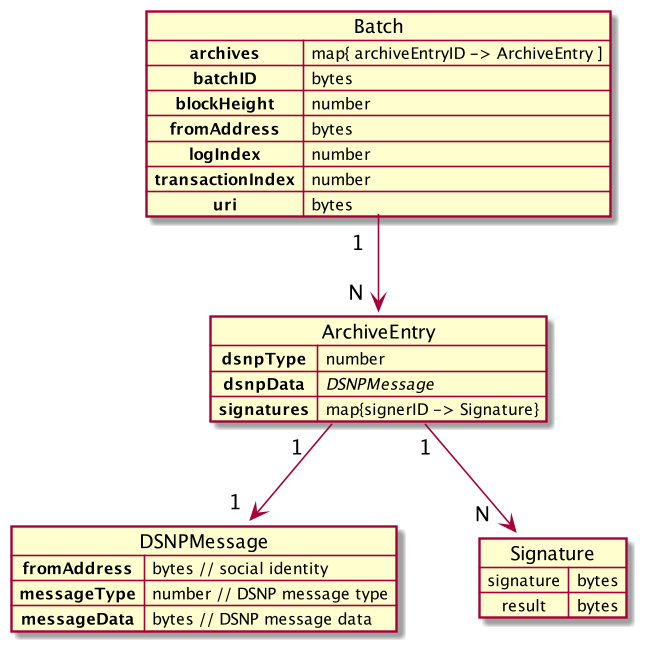 Batch
archives map{ archiveEntryID -> ArchiveEntry ]
batchID bytes
blockHeight number
fromAddress bytes
logIndex number
transactionIndex number
uri bytes
1
N
ArchiveEntry
dsnpType number
dsnpData DSNPMessage
signatures map{signerID -> Signature}
1 1
1 N
DSNPMessage
fromAddress bytes // social identity
messageType number // DSNP message type
messageData bytes // DSNP message data
Signature
signature bytes
result bytes